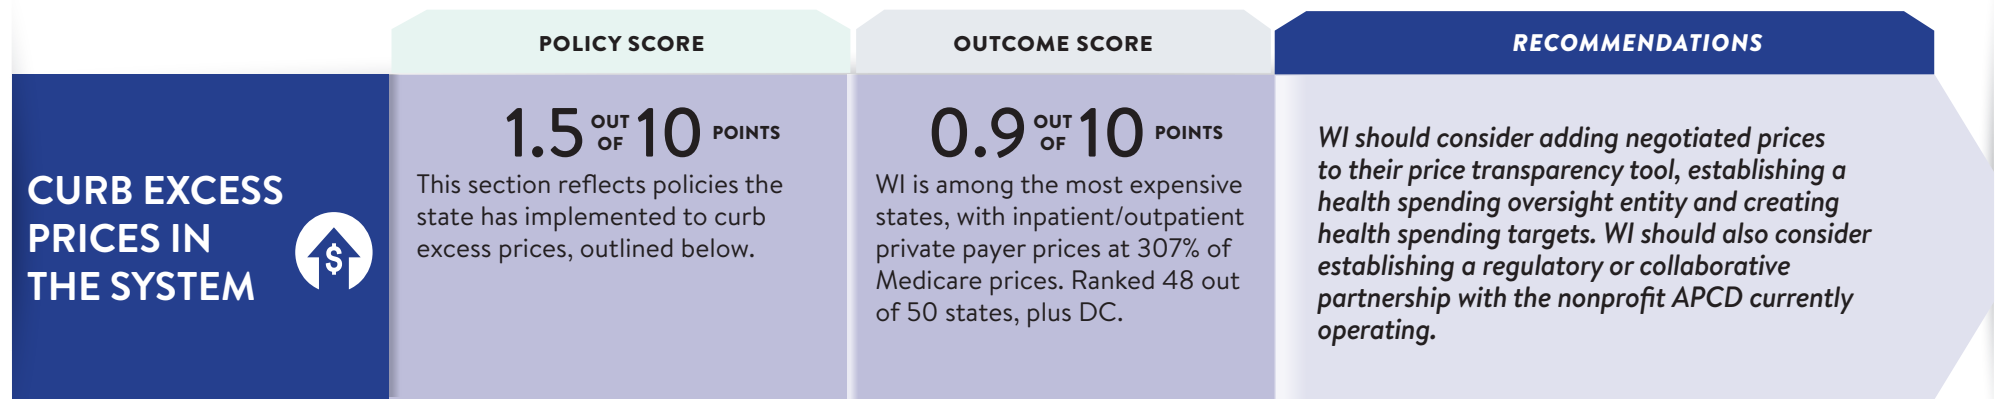 POLICY SCORE
OUTCOME SCORE
RECOMMENDATIONS
CURB EXCESS
PRICES IN
THE SYSTEM
$
1.5 OUT OF 10 POINTS
This section reflects policies the
state has implemented to curb
excess prices, outlined below.
0.9 OUT OF 10 POINTS
WI is among the most expensive
states, with inpatient/outpatient
private payer prices at 307% of
Medicare prices. Ranked 48 out
of 50 states, plus DC.
WI should consider adding negotiated prices
to their price transparency tool, establishing a
health spending oversight entity and creating
health spending targets. WI should also consider
establishing a regulatory or collaborative
partnership with the nonprofit APCD currently
operating.